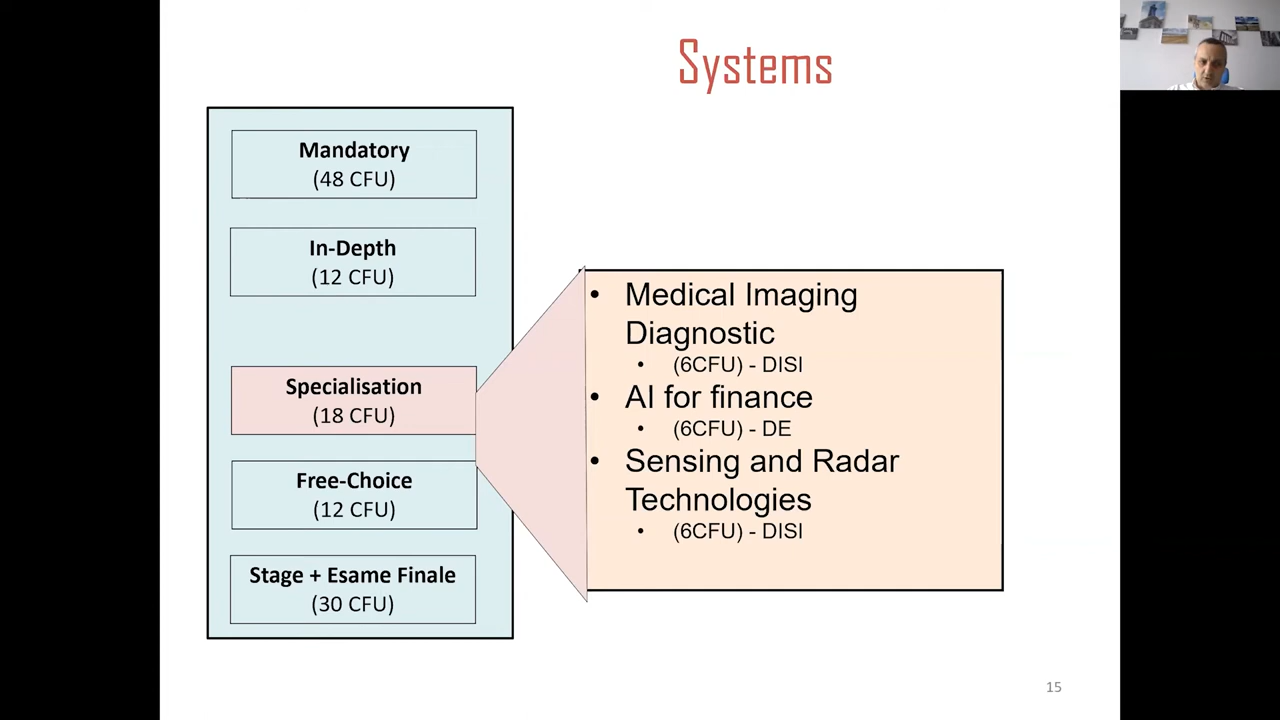 Systems
Mandatory
(48 CFU)
In-Depth
(12 CFU)
Specialisation
(18 CFU)
Free-Choice
(12 CFU)
Stage + Esame Finale
(30 CFU)
• Medical Imaging
Diagnostic
• (6CFU) - DISI
• AI for finance
• (6CFU) - DE
• Sensing and Radar
Technologies
• (6CFU) - DISI
15